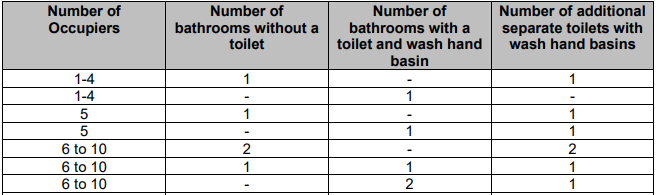 Number of Occupiers | Number of bathrooms without a toilet | Number of bathrooms with a toilet and wash hand basin | Number of additional separate toilets with wash hand basins
1-4 | 1 | - | 1
1-4 | - | 1 | -
5 | 1 | - | 1
5 | - | 1 | 1
6 to 10 | 2 | - | 2
6 to 10 | 1 | 1 | 1
6 to 10 | - | 2 | 1